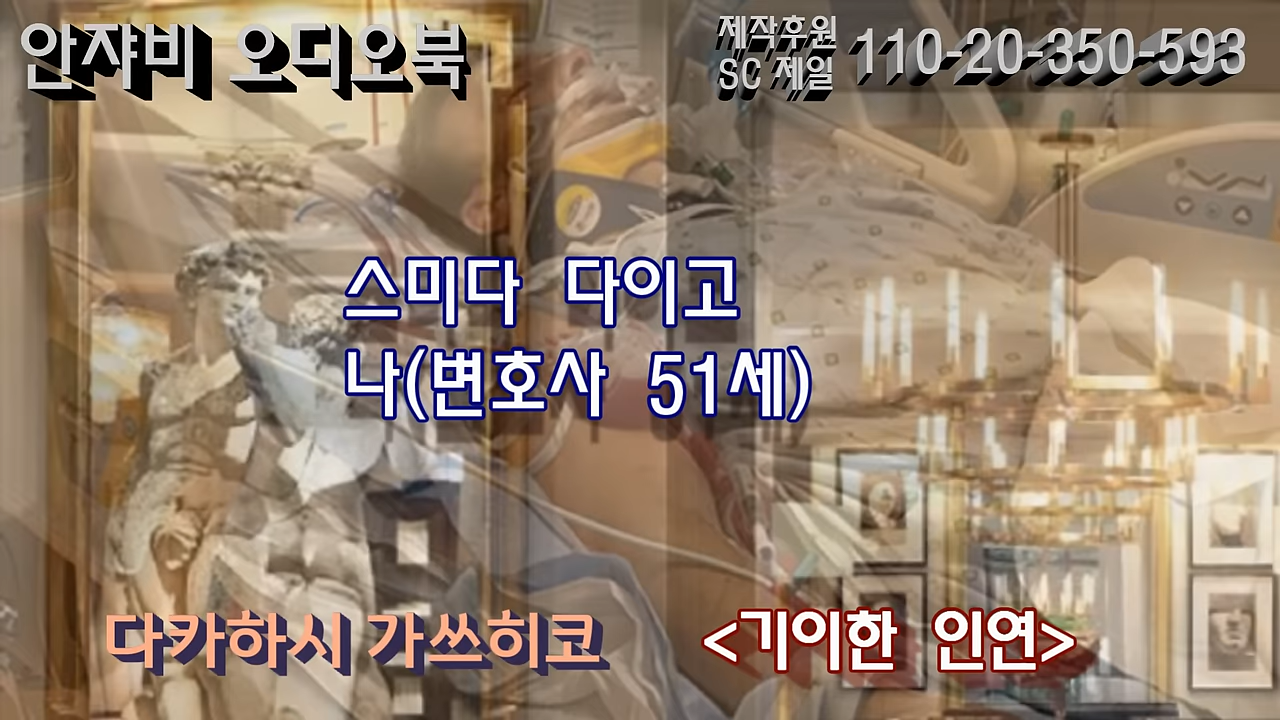 안쟈비 오디오북
제작후원
SC 제일
110-20-350-593
스미다 다이고
나(변호사 51세)
다카하시 가쓰히코
<기이한 인연>